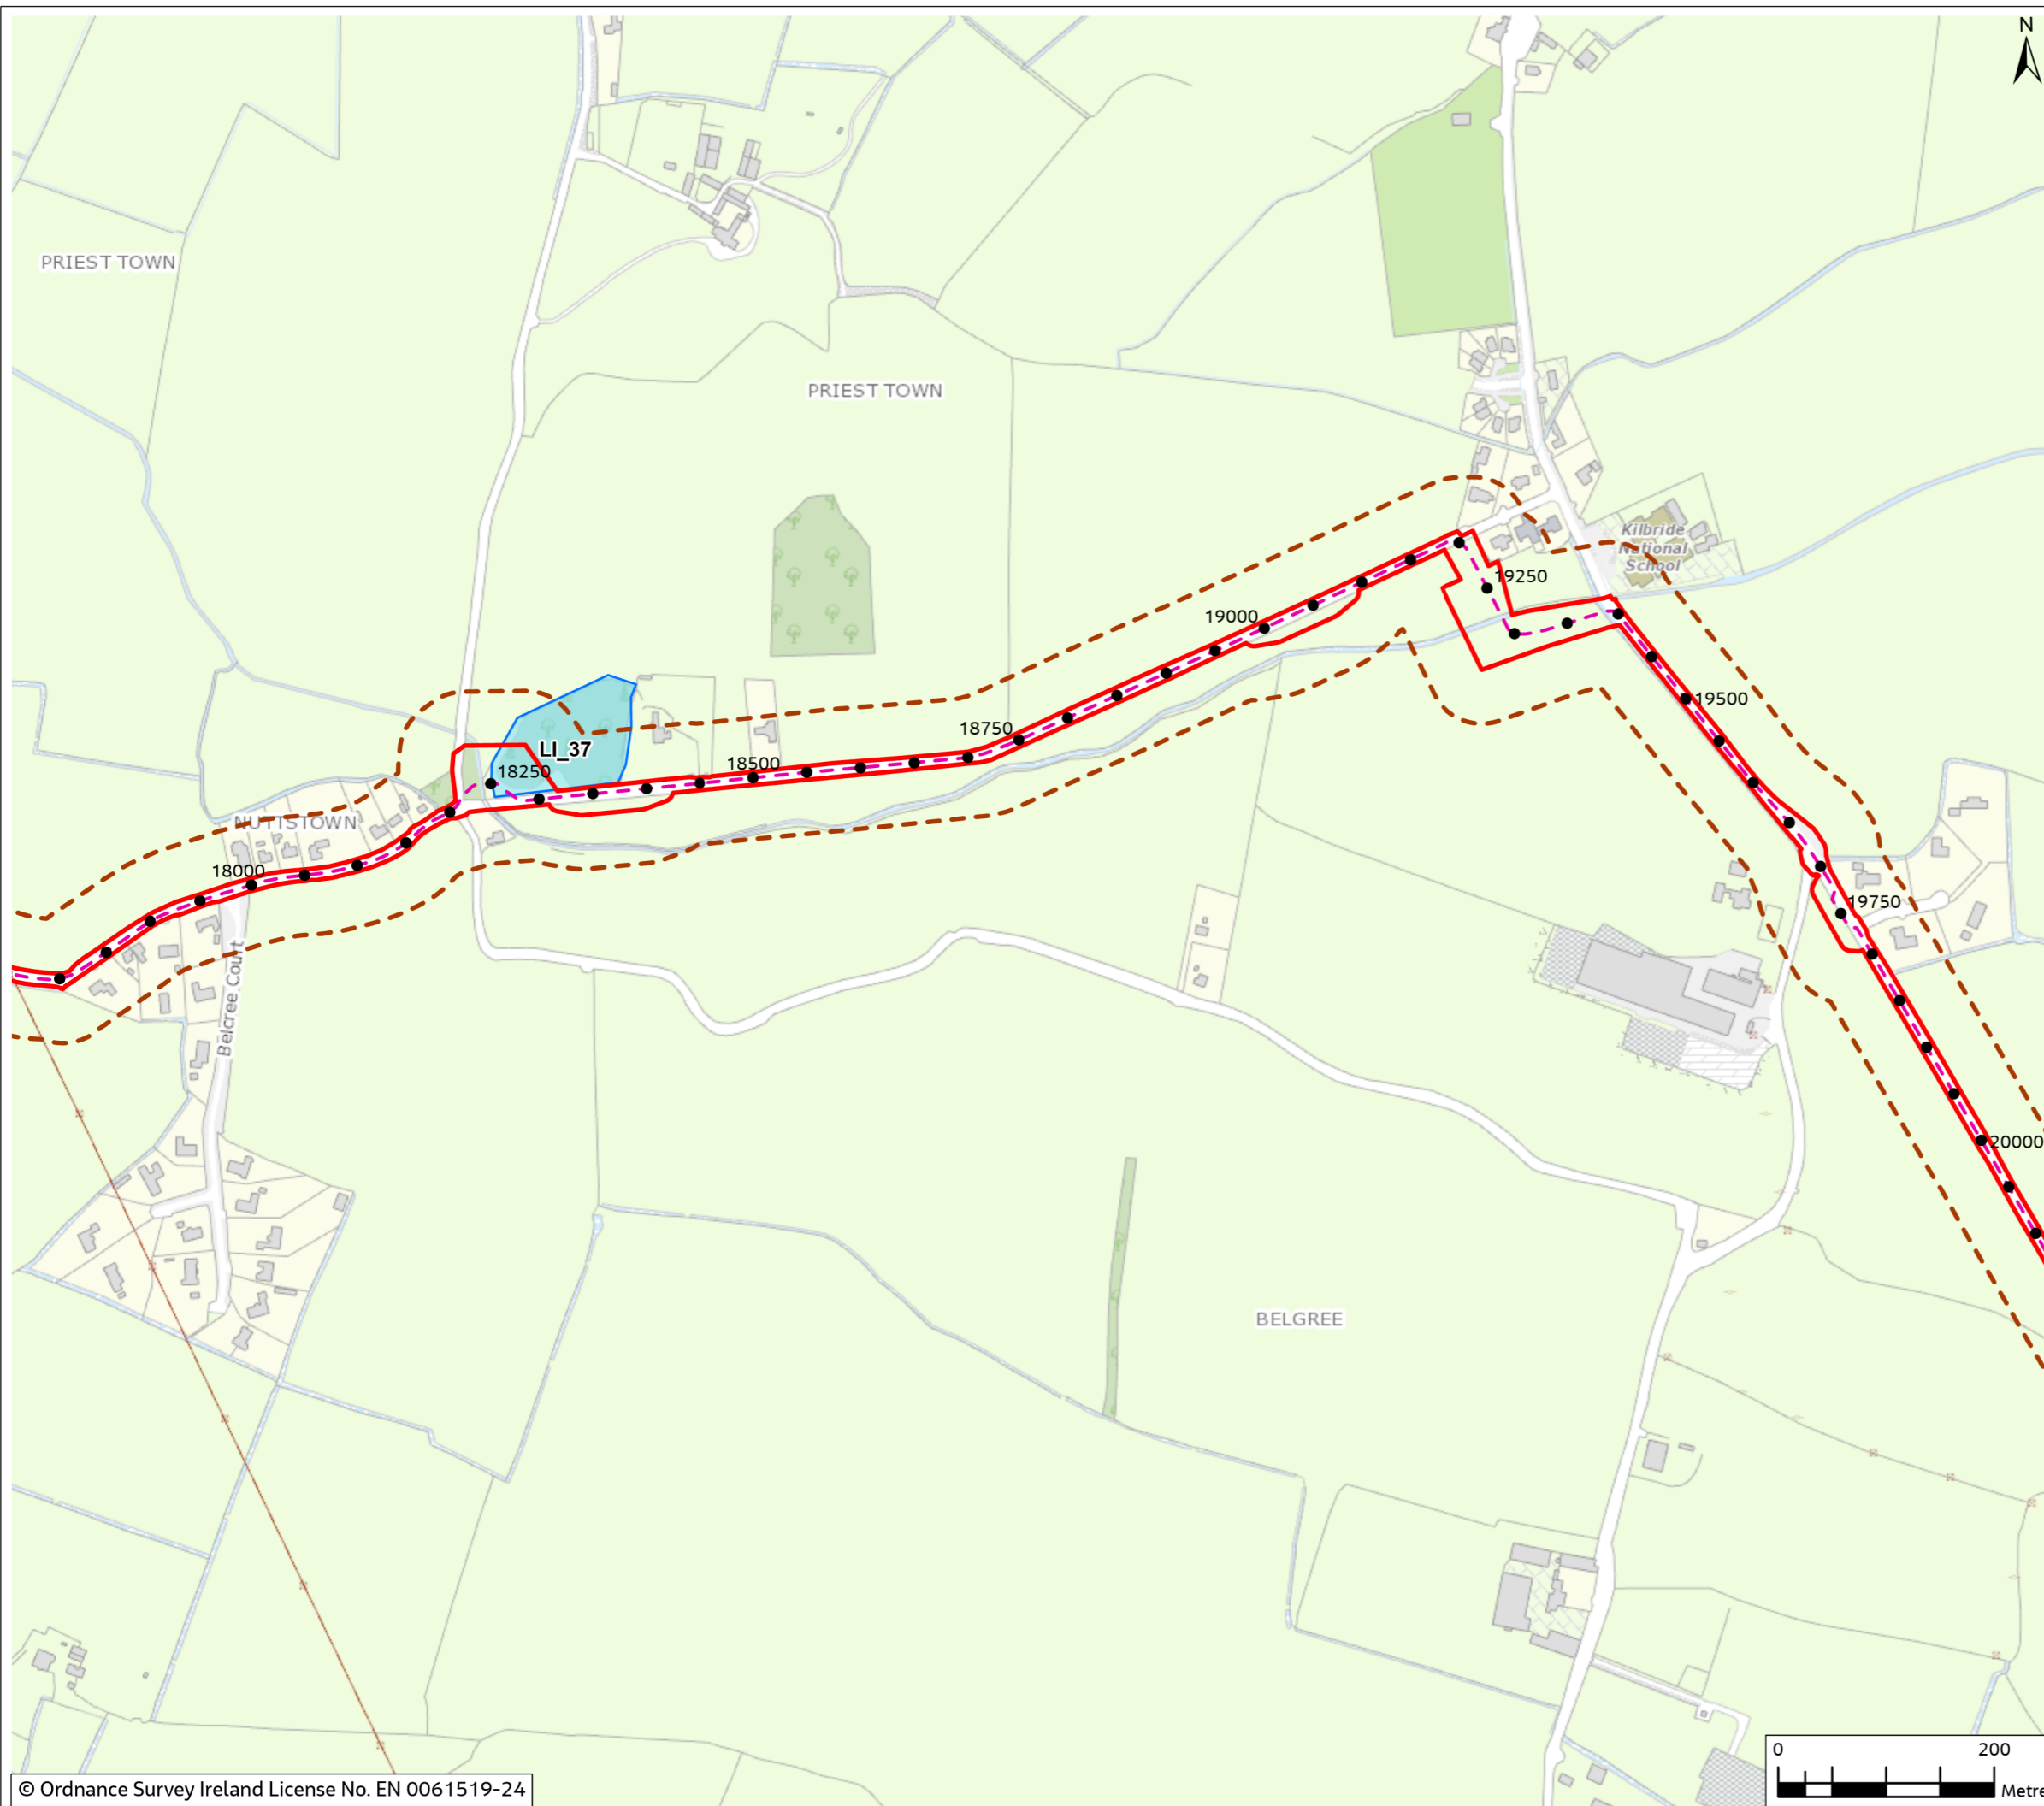 N
PRIEST TOWN
PRIEST TOWN
Kilbride
National
School
19250
19000
19500
18750
LI_37
18500
18250
NUTTSTOWN
18000
19750
Belcree Court
20000
BELGREE
0 200
Metre
© Ordnance Survey Ireland License No. EN 0061519-24